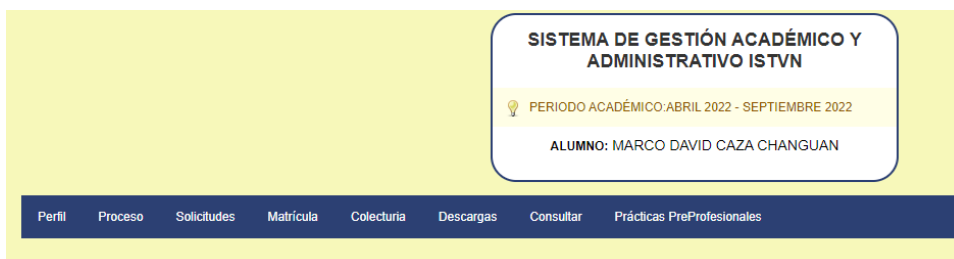 SISTEMA DE GESTIÓN ACADÉMICO Y
ADMINISTRATIVO ISTVN
PERIODO ACADÉMICO:ABRIL 2022 - SEPTIEMBRE 2022
ALUMNO: MARCO DAVID CAZA CHANGUAN
Perfil Proceso Solicitudes Matrícula Colecturia Descargas Consultar Prácticas PreProfesionales